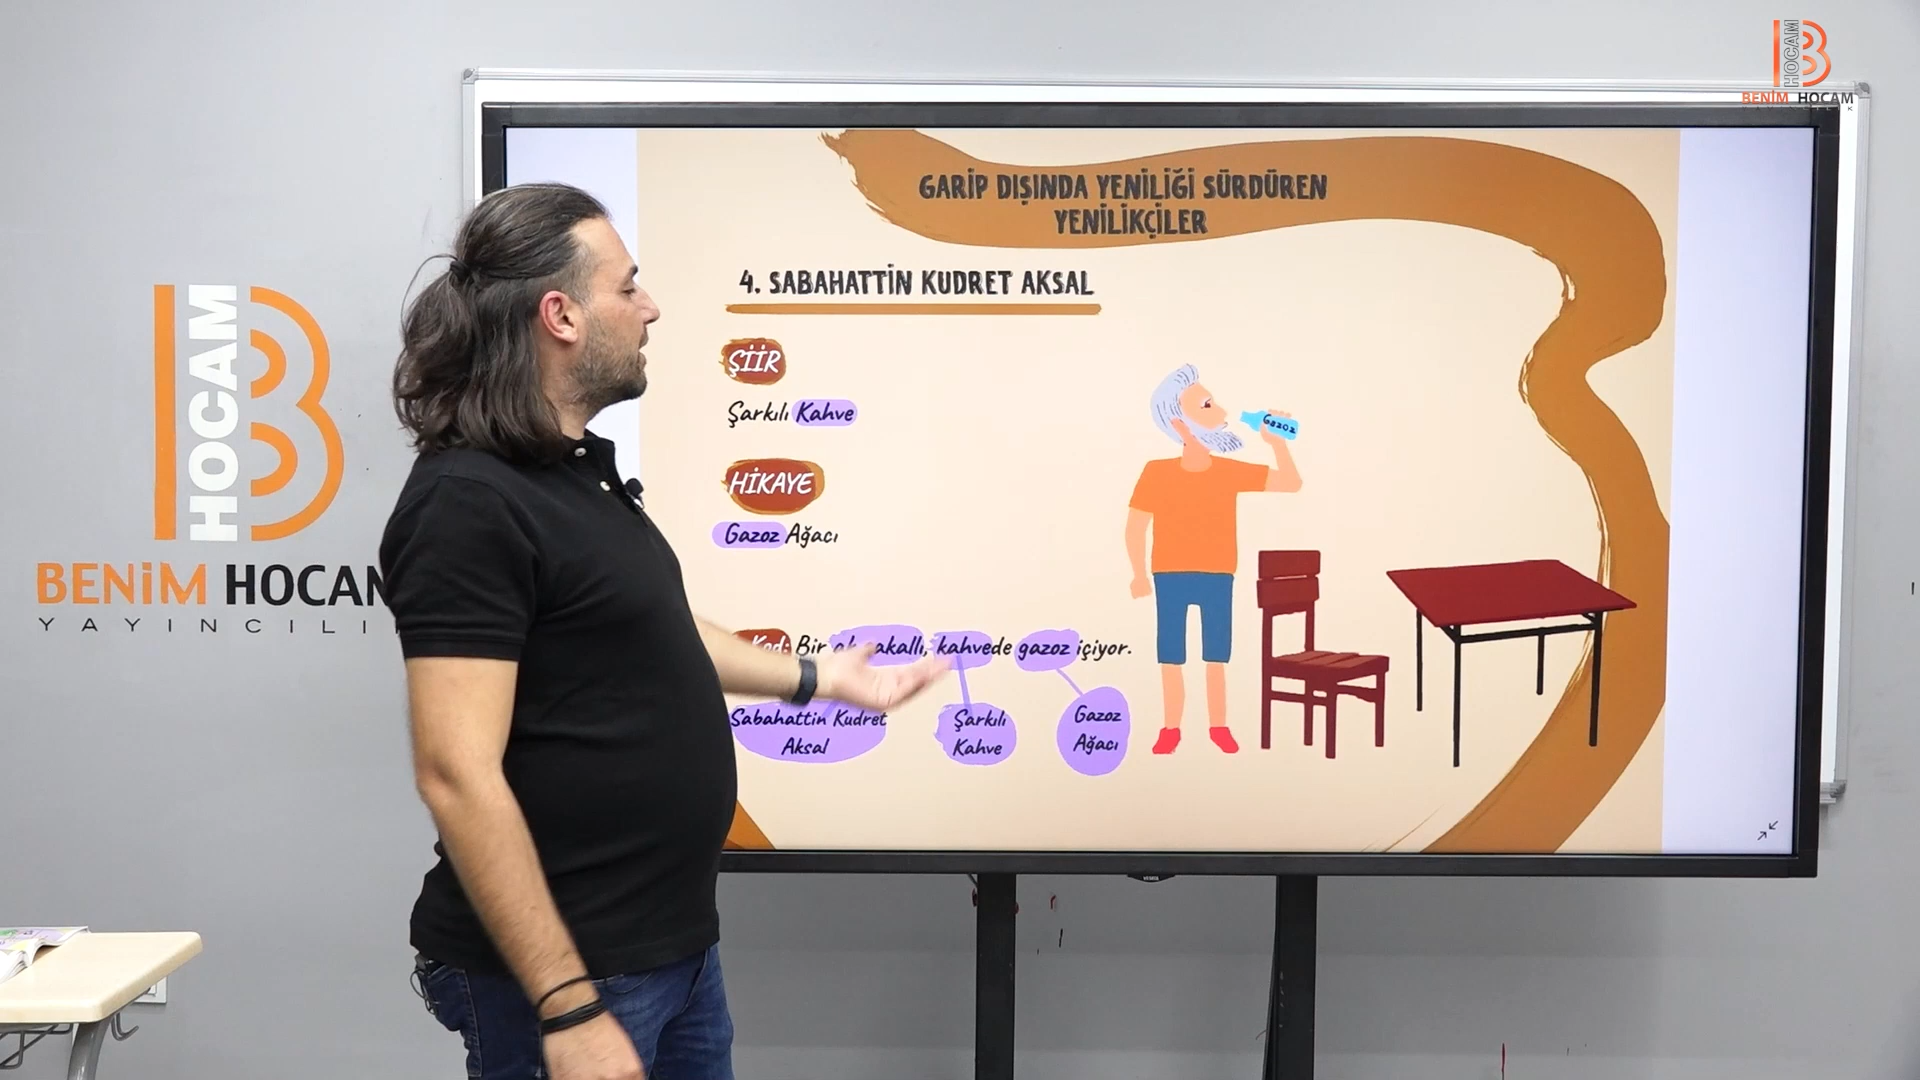 HOCAM
BENİM HOCAM
GARİP DIŞINDA YENİLİĞİ SÜRDÜREN
YENİLİKÇİLER
4. SABAHATTİN KUDRET AKSAL
ŞİİR
Şarkılı Kahve
HİKAYE
Gazoz Ağacı
Gazoz
Bir kahvede gazoz içiyor.
Sabahattin Kudret
Aksal
Şarkılı
Kahve
Gazoz
Ağacı
HOCAM
BENİM HOCAM
YAYINCILI